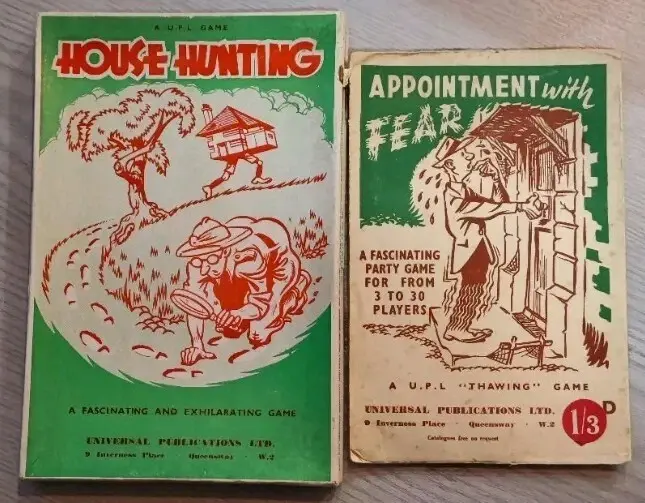 A U.P.L GAME
HOUSE HUNTING
A FASCINATING AND EXHILARATING GAME
UNIVERSAL PUBLICATIONS LTD.
9 Inverness Place · Queensway · W.2
APPOINTMENT with
FEAR
A FASCINATING
PARTY GAME
FOR FROM
3 TO 30
PLAYERS
A U.P.L "THAWING" GAME
UNIVERSAL PUBLICATIONS LTD.
9 Inverness Place · Queensway · W.2
Catalogues free on request
1/3 D